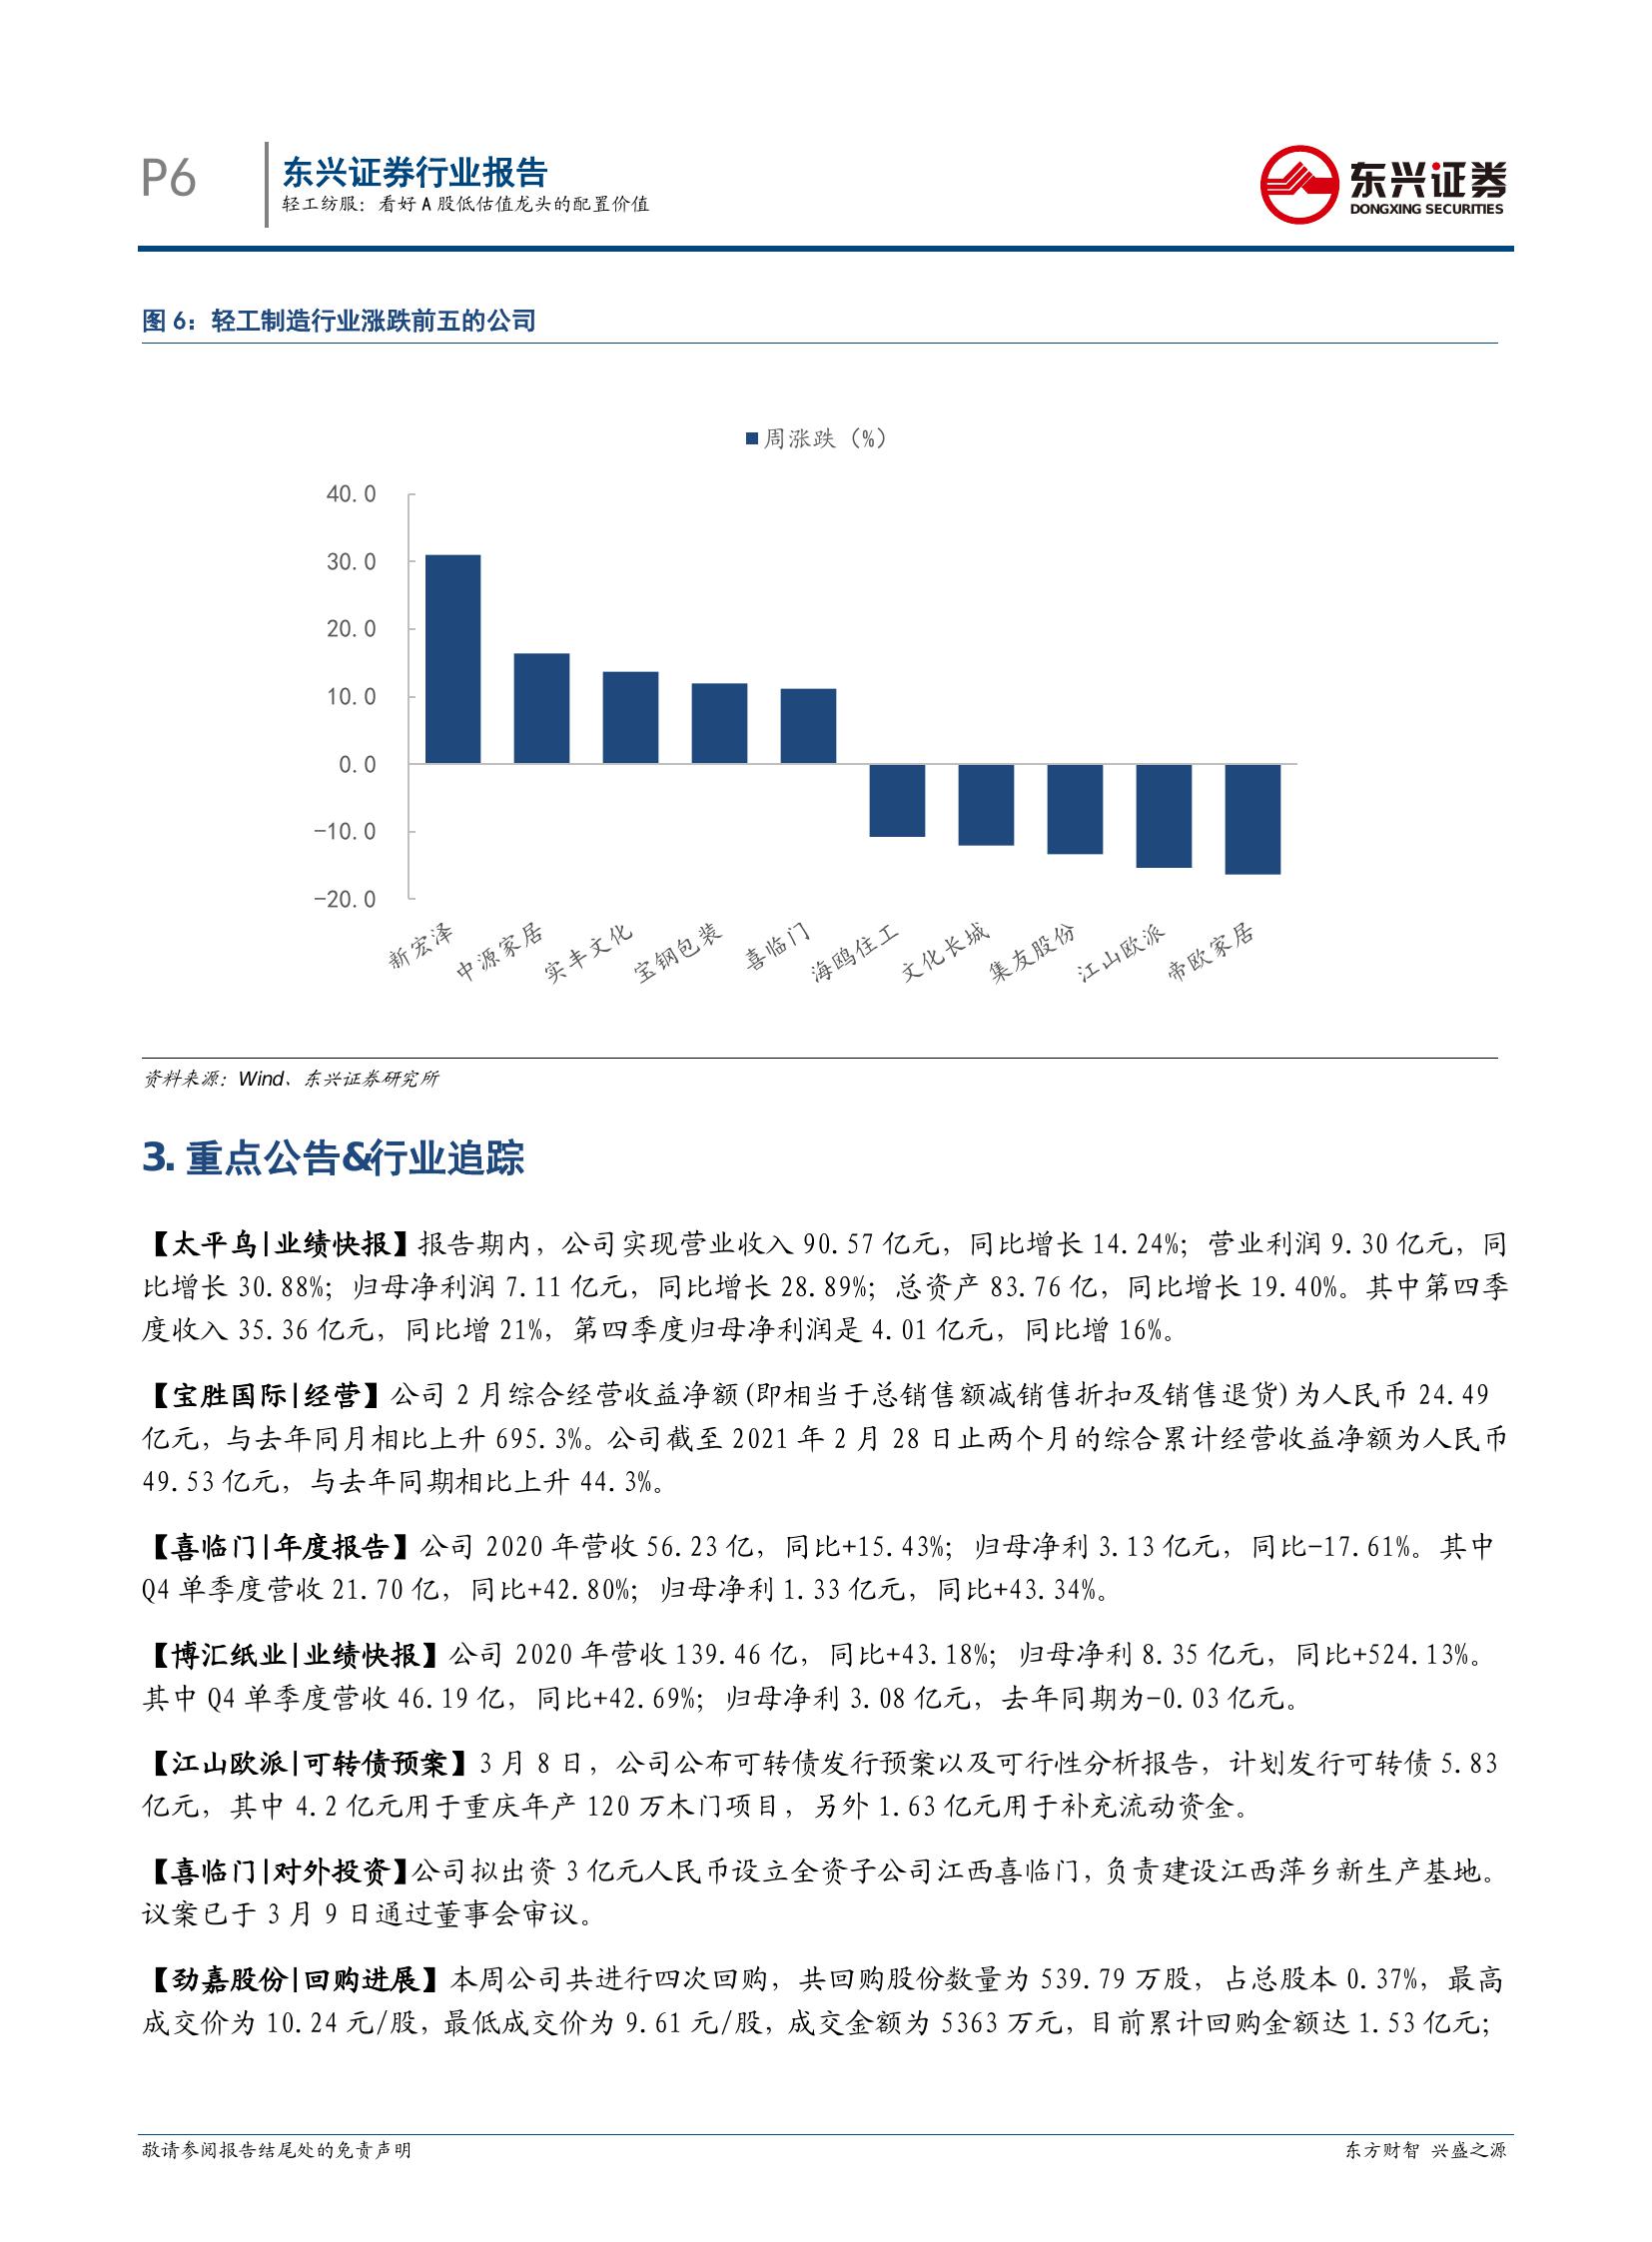 P6
东兴证券行业报告
轻工纺服：看好 A 股低估值龙头的配置价值
东兴证券
DONGXING SECURITIES
图 6：轻工制造行业涨跌前五的公司
周涨跌（%）
40.0
30.0
20.0
10.0
0.0
-10.0
-20.0
新宏泽
中源家居
实丰文化
宝钢包装
喜临门
海鸥住工
文化长城
集友股份
江山欧派
帝欧家居
资料来源：Wind、东兴证券研究所
3. 重点公告&行业追踪
【太平鸟|业绩快报】报告期内，公司实现营业收入 90.57 亿元，同比增长 14.24%；营业利润 9.30 亿元，同
比增长 30.88%；归母净利润 7.11 亿元，同比增长 28.89%；总资产 83.76 亿，同比增长 19.40%。其中第四季
度收入 35.36 亿元，同比增 21%，第四季度归母净利润是 4.01 亿元，同比增 16%。
【宝胜国际|经营】公司 2 月综合经营收益净额(即相当于总销售额减销售折扣及销售退货)为人民币 24.49
亿元，与去年同月相比上升 695.3%。公司截至 2021 年 2 月 28 日止两个月的综合累计经营收益净额为人民币
49.53 亿元，与去年同期相比上升 44.3%。
【喜临门|年度报告】公司 2020 年营收 56.23 亿，同比+15.43%；归母净利 3.13 亿元，同比-17.61%。其中
Q4 单季度营收 21.70 亿，同比+42.80%；归母净利 1.33 亿元，同比+43.34%。
【博汇纸业|业绩快报】公司 2020 年营收 139.46 亿，同比+43.18%；归母净利 8.35 亿元，同比+524.13%。
其中 Q4 单季度营收 46.19 亿，同比+42.69%；归母净利 3.08 亿元，去年同期为-0.03 亿元。
【江山欧派|可转债预案】3 月 8 日，公司公布可转债发行预案以及可行性分析报告，计划发行可转债 5.83
亿元，其中 4.2 亿元用于重庆年产 120 万木门项目，另外 1.63 亿元用于补充流动资金。
【喜临门|对外投资】公司拟出资 3 亿元人民币设立全资子公司江西喜临门，负责建设江西萍乡新生产基地。
议案已于 3 月 9 日通过董事会审议。
【劲嘉股份|回购进展】本周公司共进行四次回购，共回购股份数量为 539.79 万股，占总股本 0.37%，最高
成交价为 10.24 元/股，最低成交价为 9.61 元/股，成交金额为 5363 万元，目前累计回购金额达 1.53 亿元；
敬请参阅报告结尾处的免责声明
东方财智 兴盛之源